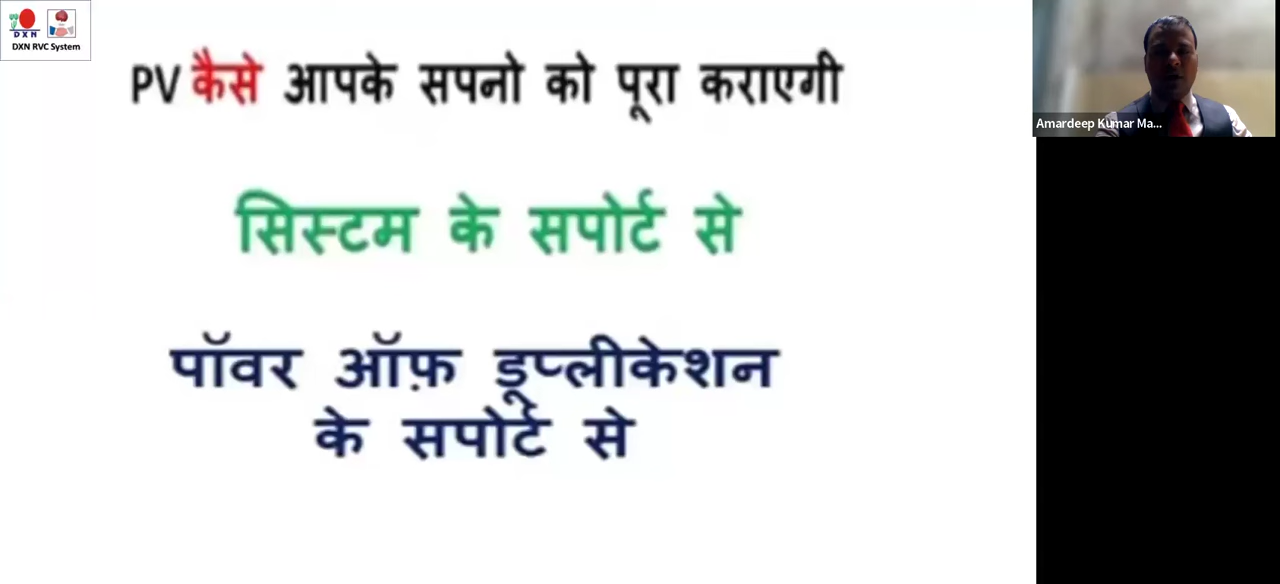 DXN
DXN RVC System
PV कैसे आपके सपनो को पूरा कराएगी
सिस्टम के सपोर्ट से
पॉवर ऑफ़ डूप्लीकेशन
के सपोर्ट से
Amardeep Kumar Ma...